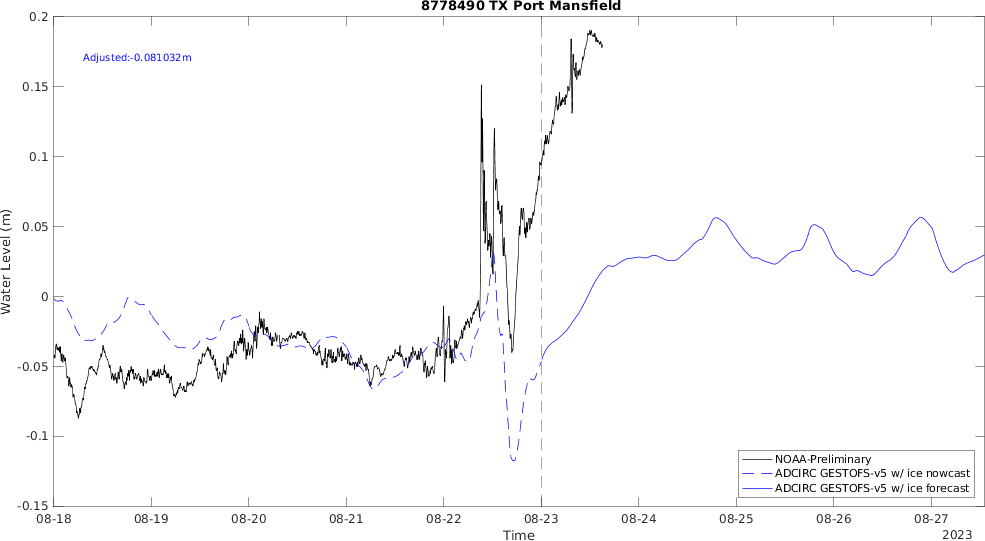 8778490 TX Port Mansfield
Adjusted:-0.081032m
Water Level (m)
0.2
0.15
0.1
0.05
0
-0.05
-0.1
-0.15
NOAA-Preliminary
ADCIRC GESTOFS-v5 w/ ice nowcast
ADCIRC GESTOFS-v5 w/ ice forecast
08-18 08-19 08-20 08-21 08-22 08-23 08-24 08-25 08-26 08-27
Time
2023